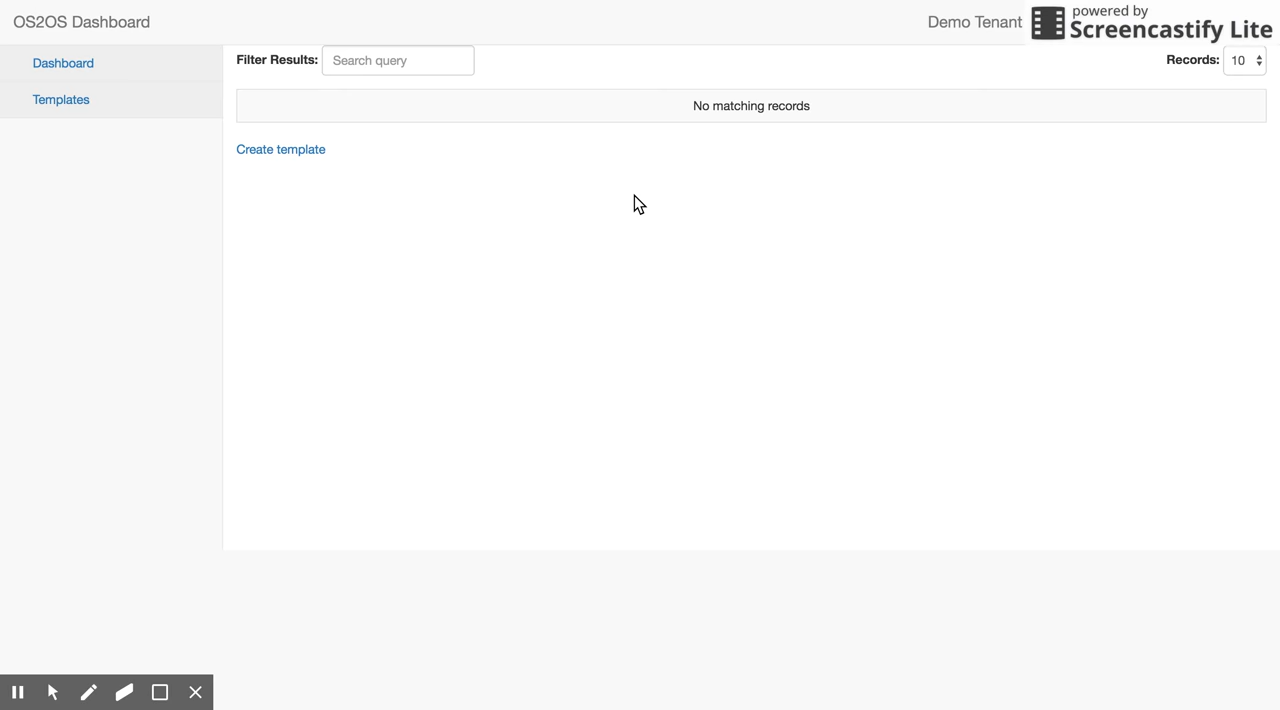 OS2OS Dashboard
Demo Tenant
powered by
Screencastify Lite
Dashboard
Templates
Filter Results:
Search query
Records:
10
No matching records
Create template